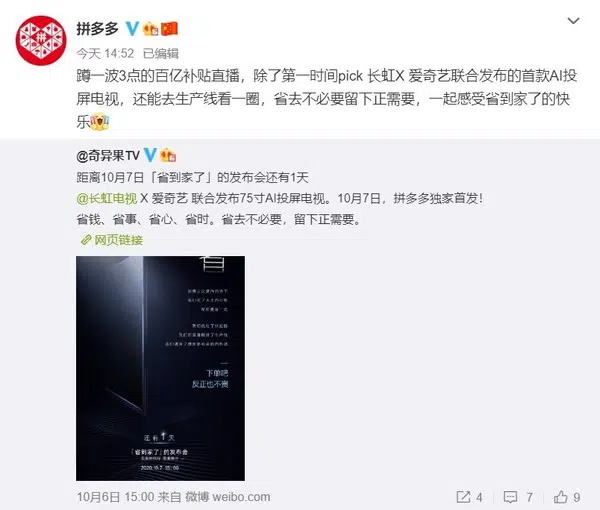 拼多多
今天 14:52 已编辑
蹲一波3点的百亿补贴直播，除了第一时间pick 长虹X 爱奇艺联合发布的首款AI投
屏电视，还能去生产线看一圈，省去不必要留下正需要，一起感受省到家了的快
乐
@奇异果TV
距离10月7日「省到家了」的发布会还有1天
@长虹电视 X 爱奇艺 联合发布75寸AI投屏电视。10月7日，拼多多独家首发！
省钱、省事、省心、省时。省去不必要，留下正需要。
网页链接
省
下单吧
反正也不贵
还有1天
「省到家了」的发布会
2020.10.7 15:00
10月6日 15:00 来自 微博 weibo.com
4
7
8